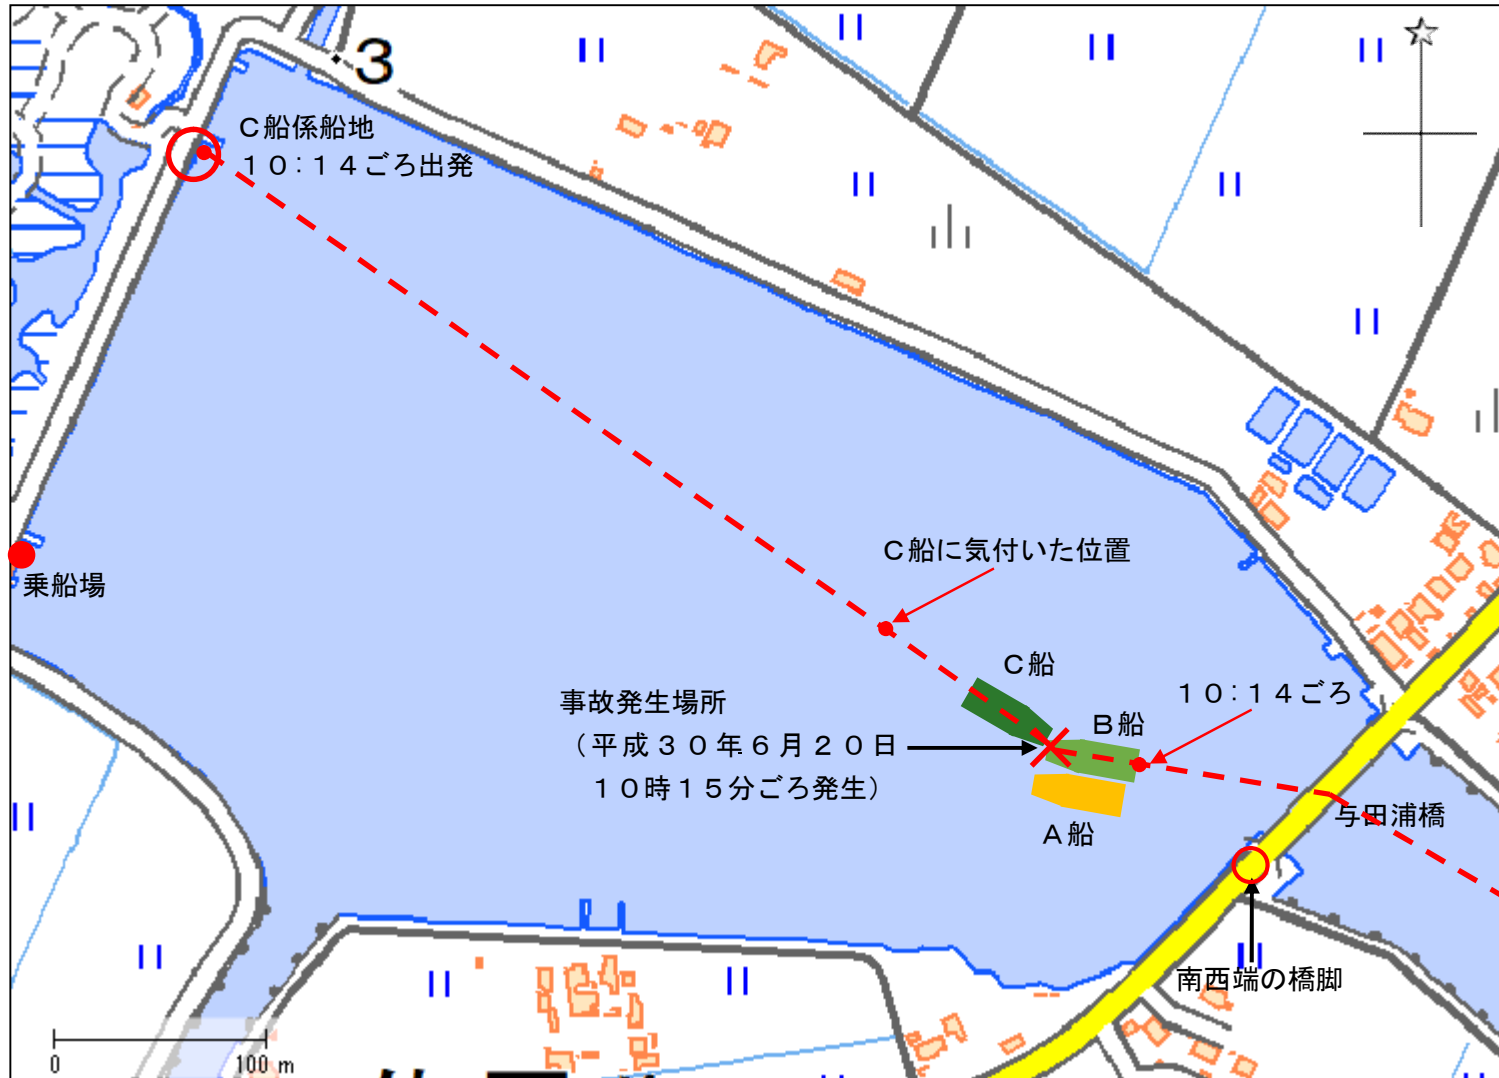 3
C船係船地
１０：１４ごろ出発
乗船場
C船に気付いた位置
C船
事故発生場所
（平成３０年６月２０日
１０時１５分ごろ発生）
１０：１４ごろ
B船
A船
与田浦橋
南西端の橋脚
0
100 m